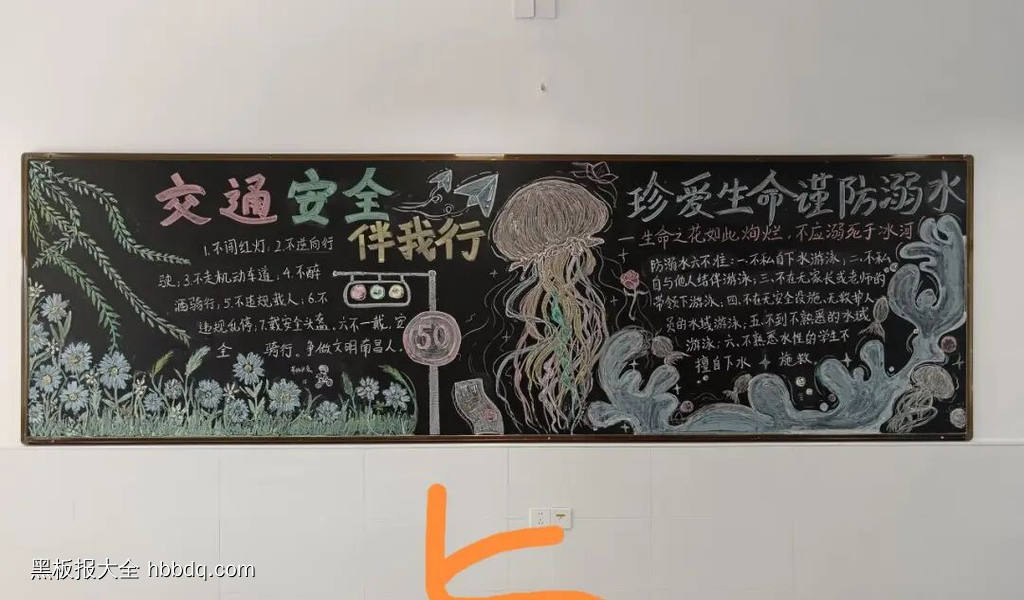 交通安全
伴我行
1.不闯红灯;2.不逆向行
驶;3.不走机动车道;4.不醉
酒骑行;5.不违规载人;6.不
违规乱停;7.戴安全头盔。六不一戴,安
全 骑行。争做文明南昌人。
50
珍爱生命谨防溺水
—生命之花如此绚烂,不应溺死于冰河
防溺水六不准:一.不私自下水游泳;二.不私
自与他人结伴游泳;三.不在无家长或老师的
带领下游泳;四.不在无安全设施、无救护人
员的水域游泳;五.不到不熟悉的水域
游泳;六.不熟悉水性的学生不
擅自下水 施救
黑板报大全 hbbdq.com